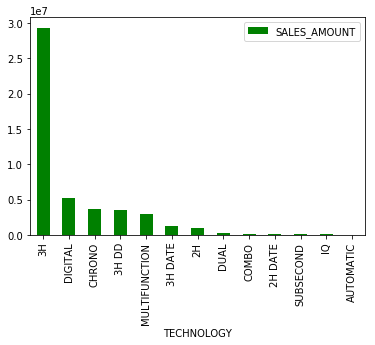 1e7
3.0
2.5
2.0
1.5
1.0
0.5
0.0
SALES_AMOUNT
3H
DIGITAL
CHRONO
3H DD
MULTIFUNCTION
3H DATE
2H
DUAL
COMBO
2H DATE
SUBSECOND
IQ
AUTOMATIC
TECHNOLOGY